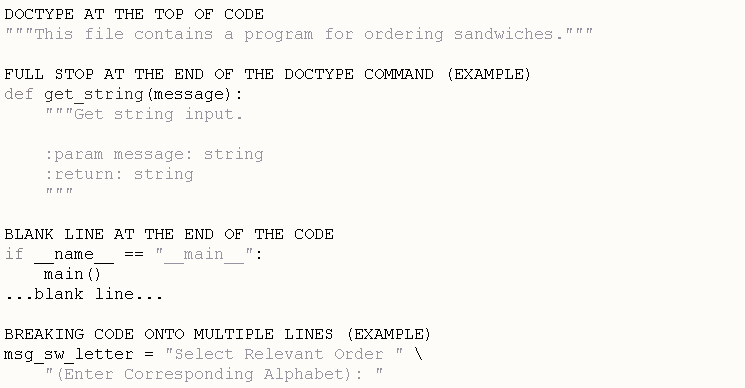 DOCTYPE AT THE TOP OF CODE
"""This file contains a program for ordering sandwiches."""
FULL STOP AT THE END OF THE DOCTYPE COMMAND (EXAMPLE)
def get_string(message):
"""Get string input.
:param message: string
:return: string
"""
BLANK LINE AT THE END OF THE CODE
if __name__ == "__main__":
main()
...blank line...
BREAKING CODE ONTO MULTIPLE LINES (EXAMPLE)
msg_sw_letter = "Select Relevant Order " \
"(Enter Corresponding Alphabet): "